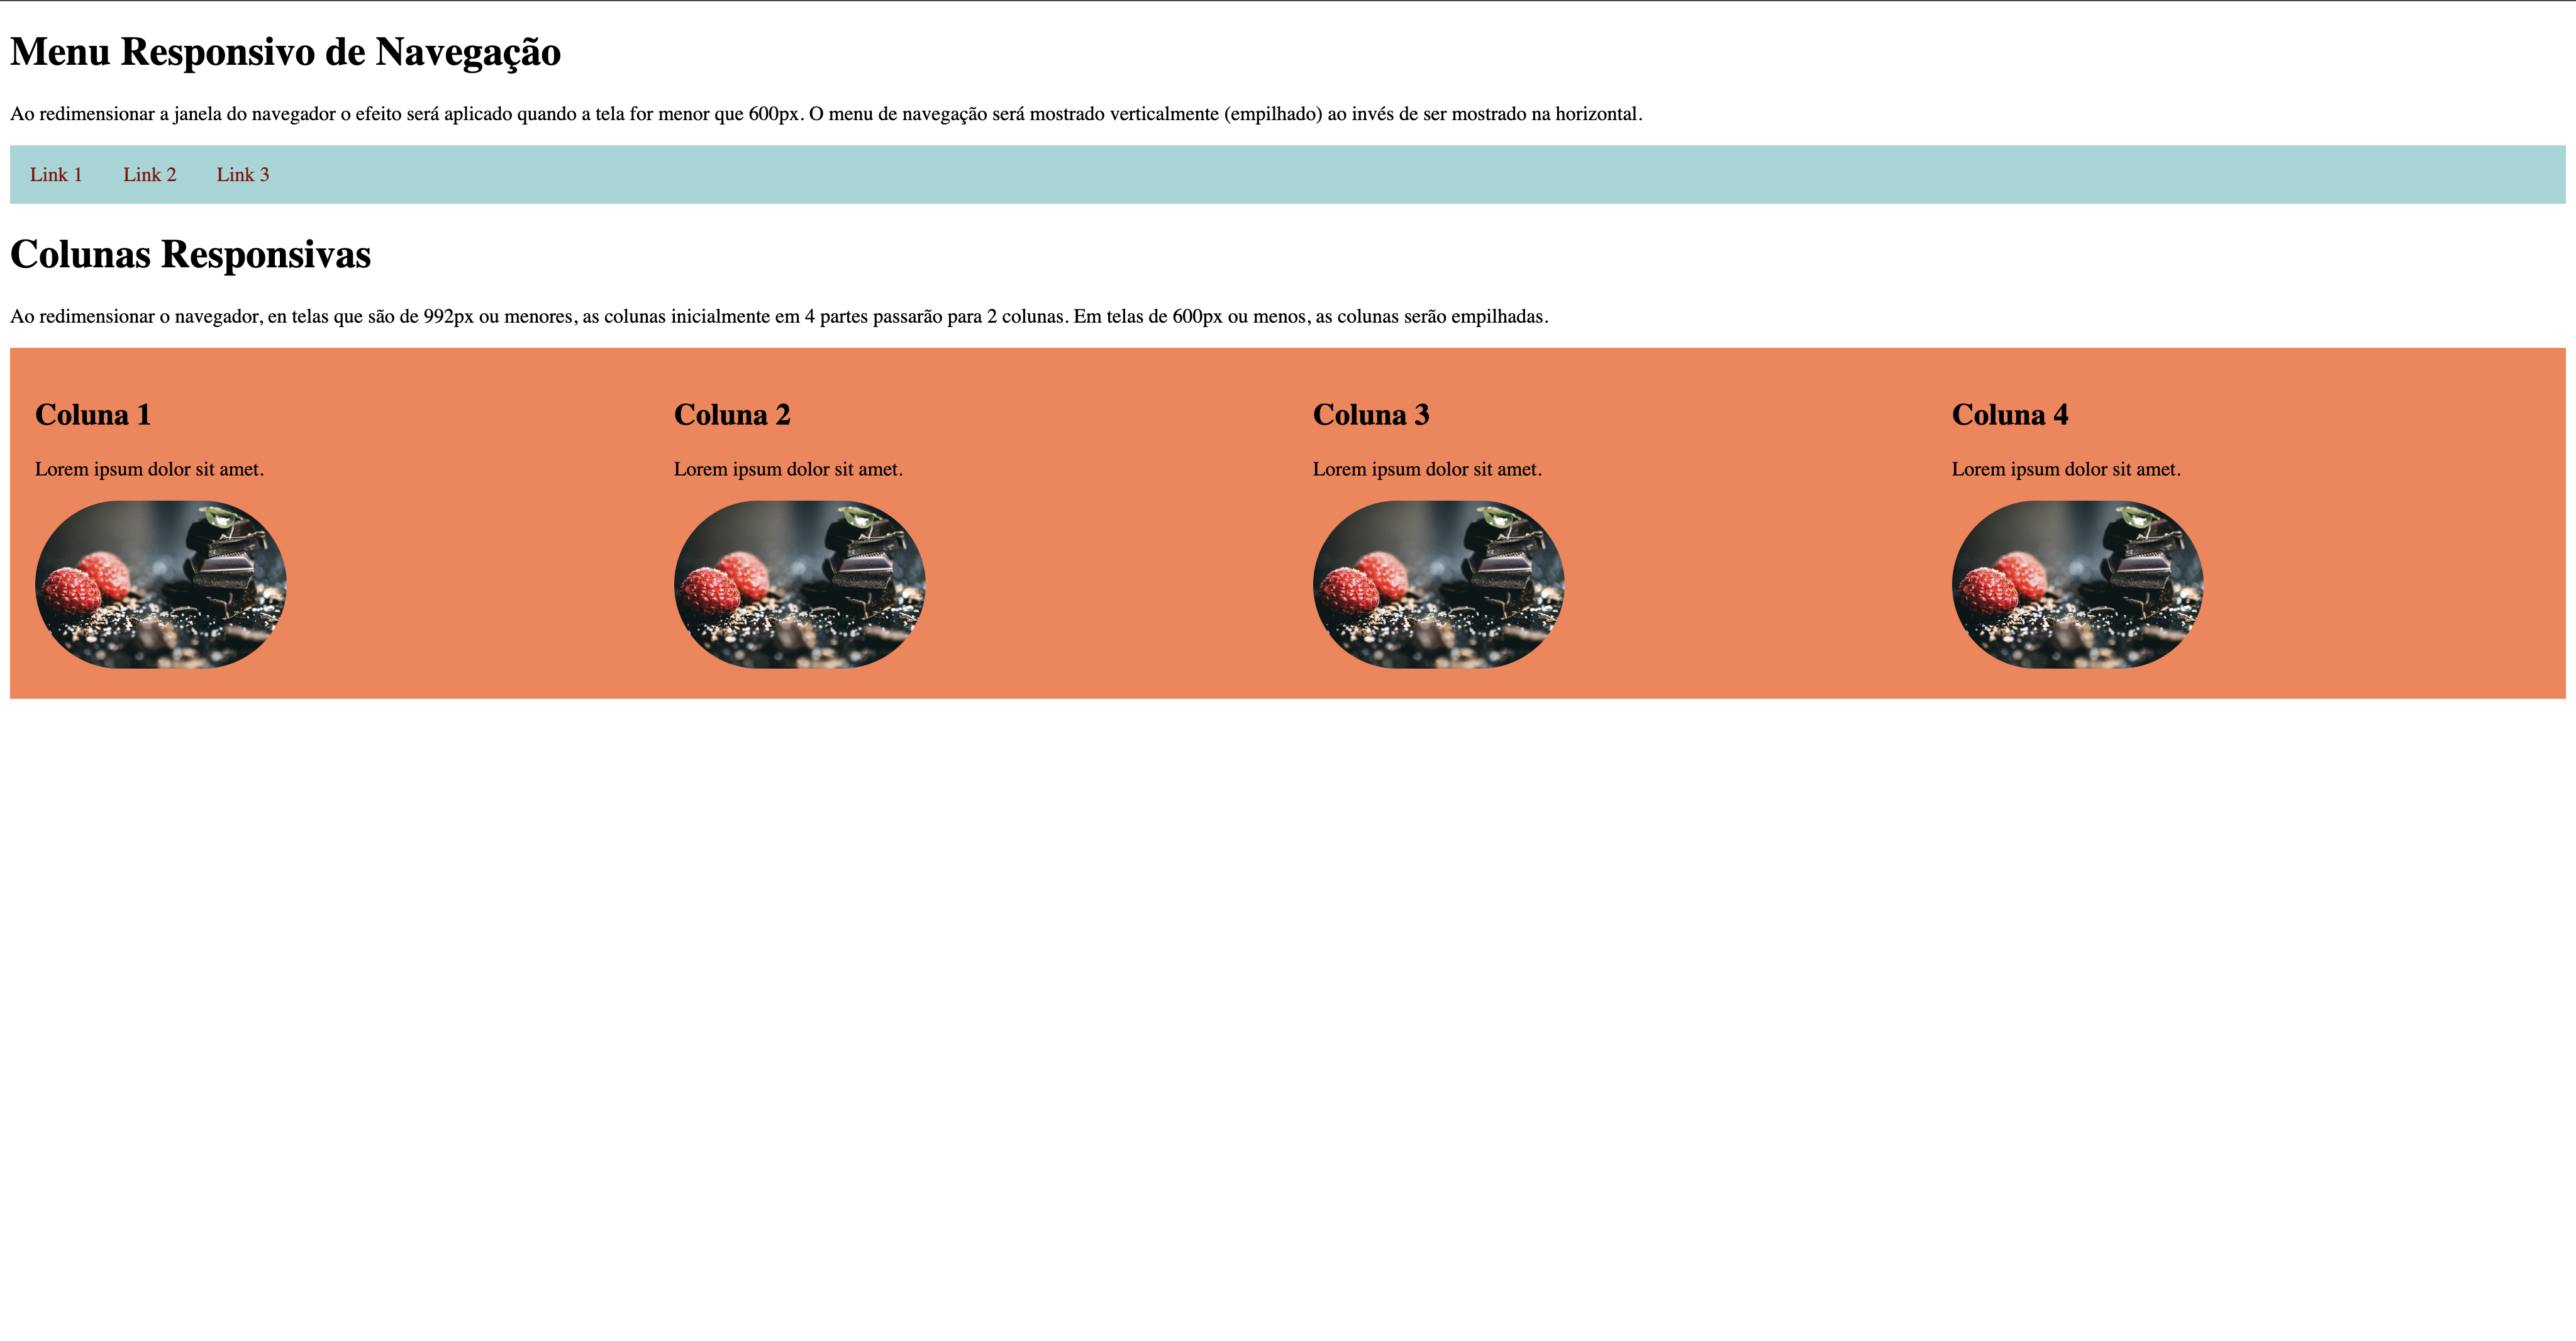 Menu Responsivo de Navegação
Ao redimensionar a janela do navegador o efeito será aplicado quando a tela for menor que 600px. O menu de navegação será mostrado verticalmente (empilhado) ao invés de ser mostrado na horizontal.
Link 1 Link 2 Link 3
Colunas Responsivas
Ao redimensionar o navegador, en telas que são de 992px ou menores, as colunas inicialmente em 4 partes passarão para 2 colunas. Em telas de 600px ou menos, as colunas serão empilhadas.
Coluna 1 Coluna 2 Coluna 3 Coluna 4
Lorem ipsum dolor sit amet. Lorem ipsum dolor sit amet. Lorem ipsum dolor sit amet. Lorem ipsum dolor sit amet.